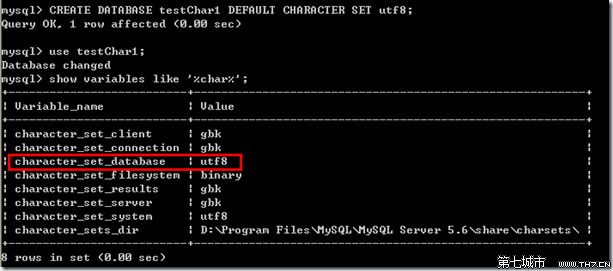 mysql> CREATE DATABASE testChar1 DEFAULT CHARACTER SET utf8;
Query OK, 1 row affected (0.00 sec)
mysql> use testChar1;
Database changed
mysql> show variables like '%char%';
+--------------------------+---------------------------------------------------+
| Variable_name | Value
+--------------------------+---------------------------------------------------+
| character_set_client | gbk
| character_set_connection | gbk
| character_set_database | utf8
| character_set_filesystem | binary
| character_set_results | gbk
| character_set_server | gbk
| character_set_system | utf8
| character_sets_dir | D:\Program Files\MySQL\MySQL Server 5.6\share\charsets\
+--------------------------+---------------------------------------------------+
8 rows in set (0.00 sec)
第七城市 www.TH7.CN